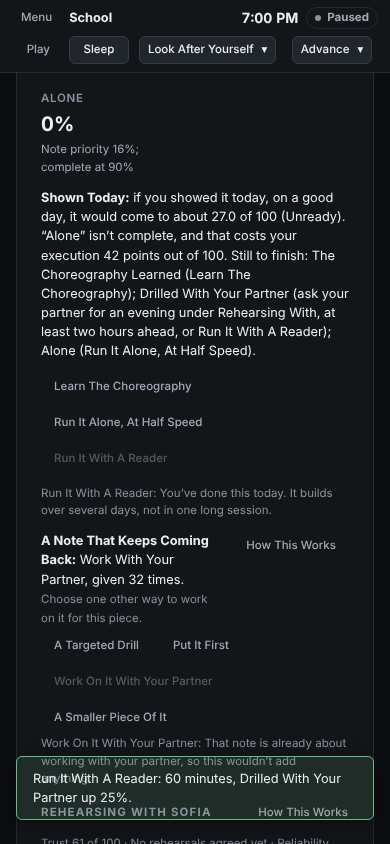 Menu School 7:00 PM Paused
Play Sleep Look After Yourself ▾ Advance ▾
ALONE
0%
Note priority 16%;
complete at 90%
Shown Today: if you showed it today, on a good
day, it would come to about 27.0 of 100 (Unready).
“Alone” isn’t complete, and that costs your
execution 42 points out of 100. Still to finish: The
Choreography Learned (Learn The
Choreography); Drilled With Your Partner (ask your
partner for an evening under Rehearsing With, at
least two hours ahead, or Run It With A Reader);
Alone (Run It Alone, At Half Speed).
Learn The Choreography
Run It Alone, At Half Speed
Run It With A Reader
Run It With A Reader: You’ve done this today. It builds
over several days, not in one long session.
A Note That Keeps Coming
Back: Work With Your
Partner, given 32 times.
How This Works
Choose one other way to work
on it for this piece.
A Targeted Drill Put It First
Work On It With Your Partner
A Smaller Piece Of It
Work On It With Your Partner: That note is already about
working with your partner, so this wouldn’t add
Run It With A Reader: 60 minutes, Drilled With Your
Partner up 25%.
REHEARSING WITH SOFIA How This Works
Trust 61 of 100 · No rehearsals agreed yet · Reliability